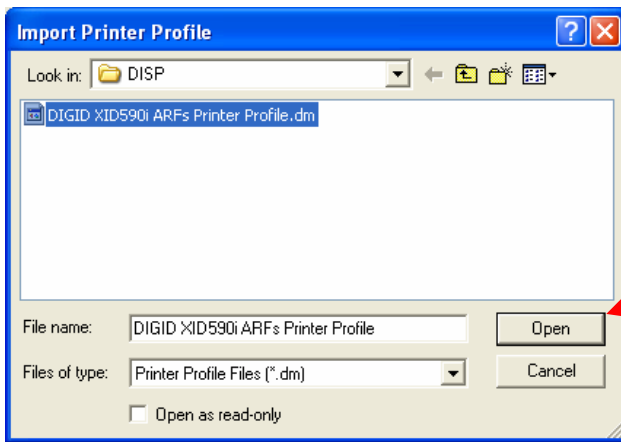 Import Printer Profile
Look in: DISP
DIGID XID590i ARFs Printer Profile.dm
File name: DIGID XID590i ARFs Printer Profile Open
Files of type: Printer Profile Files (*.dm) Cancel
Open as read-only